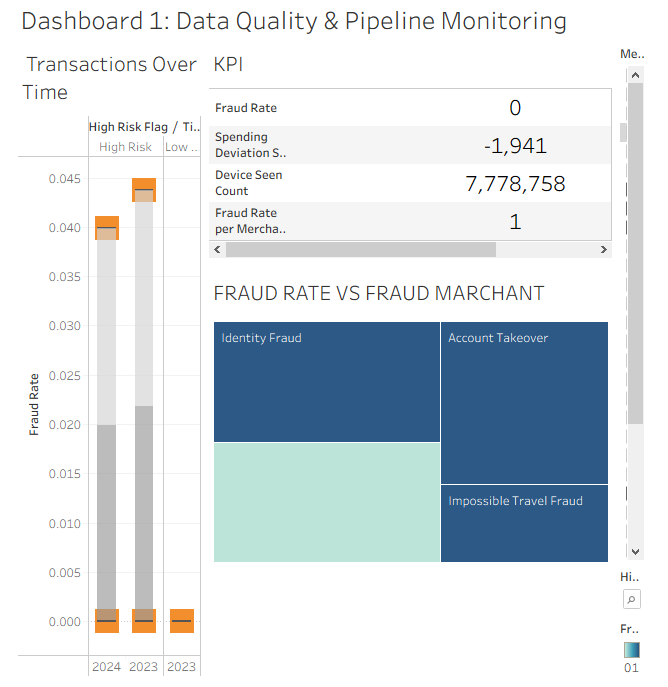 Dashboard 1: Data Quality & Pipeline Monitoring
Transactions Over
Time
High Risk Flag / Ti..
High Risk
Low ..
Fraud Rate
0.045
0.040
0.035
0.030
0.025
0.020
0.015
0.010
0.005
0.000
2024
2023
2023
KPI
Fraud Rate
0
Spending
Deviation S..
-1,941
Device Seen
Count
7,778,758
Fraud Rate
per Mercha..
1
FRAUD RATE VS FRAUD MARCHANT
Identity Fraud
Account Takeover
Impossible Travel Fraud
Me..
Hi..
Fr..
01